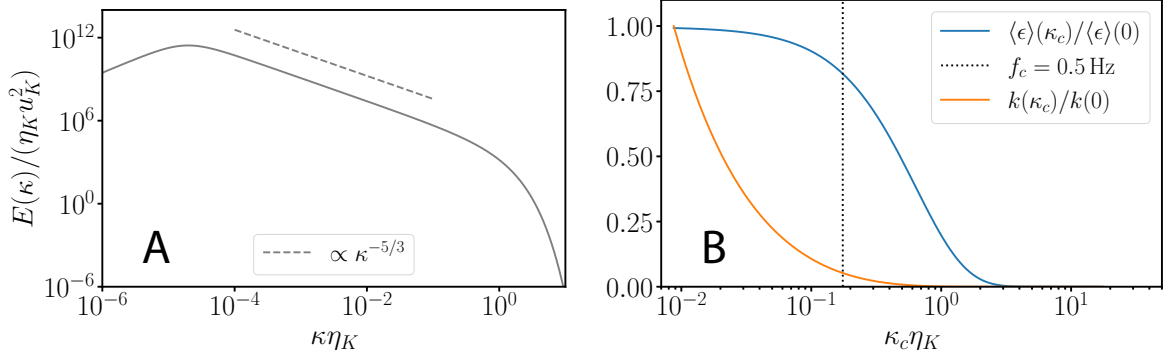 10^{12}
10^{6}
10^{0}
10^{-6}
E(κ)/(η_K u_K^2)
A
∝ κ^{-5/3}
10^{-6}
10^{-4}
10^{-2}
10^{0}
κη_K
1.00
0.75
0.50
0.25
0.00
⟨ϵ⟩(κ_c)/⟨ϵ⟩(0)
f_c = 0.5 Hz
k(κ_c)/k(0)
B
10^{-2}
10^{-1}
10^{0}
10^{1}
κ_cη_K